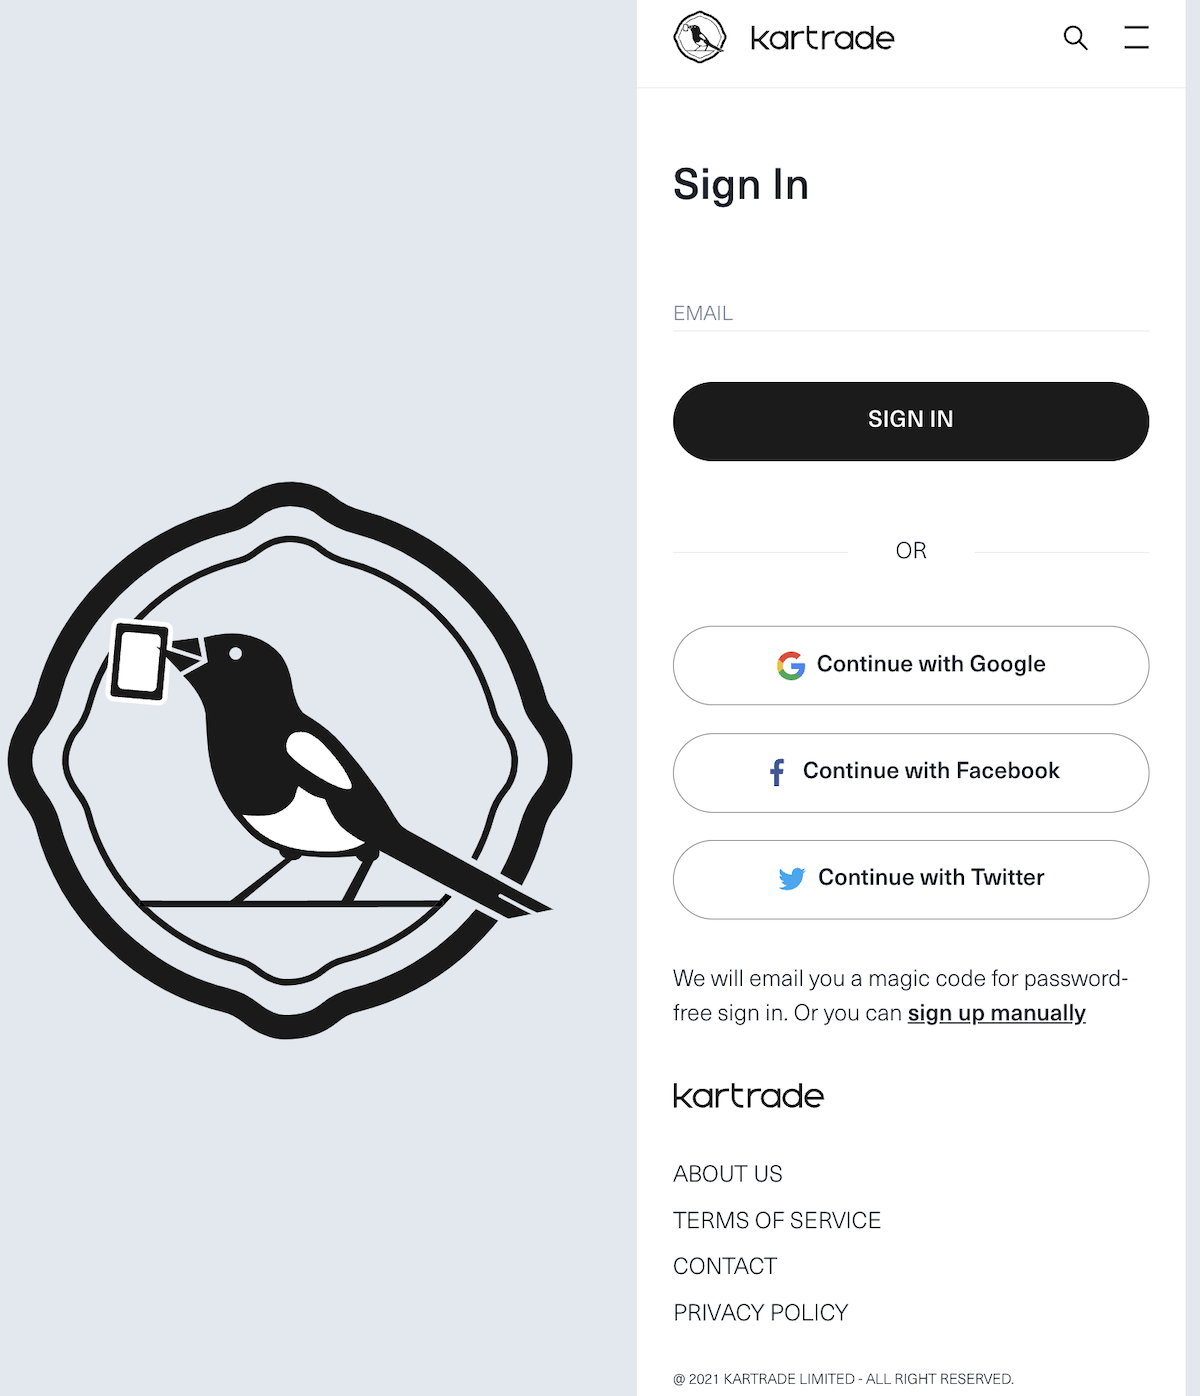 kartrade
Sign In
EMAIL
SIGN IN
OR
Continue with Google
Continue with Facebook
Continue with Twitter
We will email you a magic code for password-
free sign in. Or you can sign up manually
kartrade
ABOUT US
TERMS OF SERVICE
CONTACT
PRIVACY POLICY
@ 2021 KARTRADE LIMITED - ALL RIGHT RESERVED.